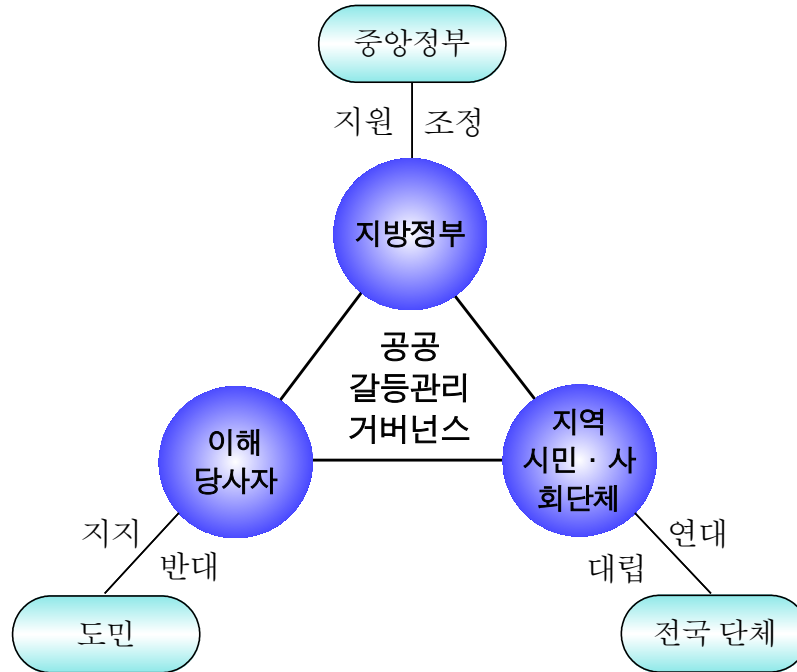 중앙정부
지원 조정
지방정부
공공
갈등관리
거버넌스
이해
당사자
지역
시민 · 사
회단체
지지
반대
연대
대립
도민
전국 단체